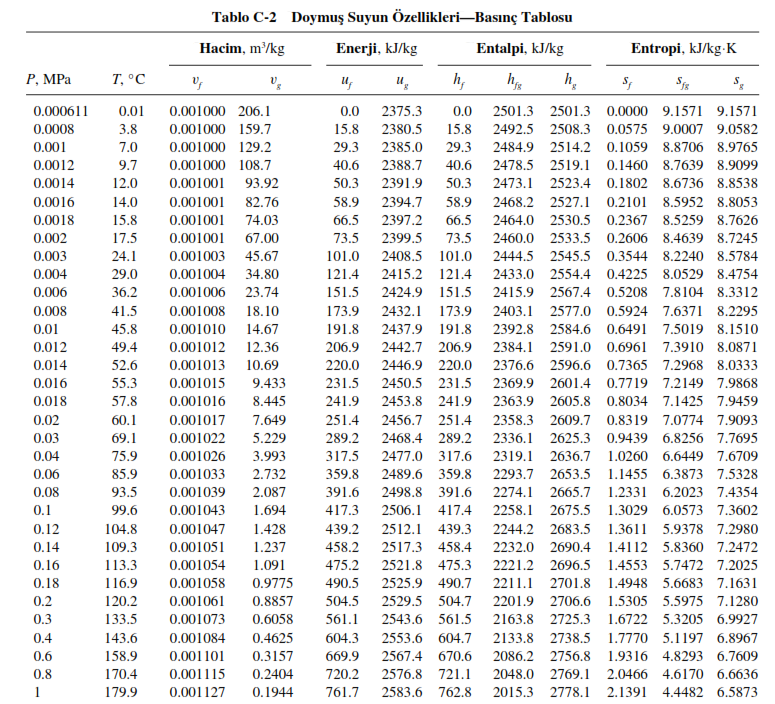 Tablo C-2 Doymuş Suyun Özellikleri—Basınç Tablosu
Hacim, m³/kg Enerji, kJ/kg Entalpi, kJ/kg Entropi, kJ/kg·K
P, MPa T, °C v_f v_g u_f u_g h_f h_fg h_g s_f s_fg s_g
0.000611 0.01 0.001000 206.1 0.0 2375.3 0.0 2501.3 2501.3 0.0000 9.1571 9.1571
0.0008 3.8 0.001000 159.7 15.8 2380.5 15.8 2492.5 2508.3 0.0575 9.0007 9.0582
0.001 7.0 0.001000 129.2 29.3 2385.0 29.3 2484.9 2514.2 0.1059 8.8706 8.9765
0.0012 9.7 0.001000 108.7 40.6 2388.7 40.6 2478.5 2519.1 0.1460 8.7639 8.9099
0.0014 12.0 0.001001 93.92 50.3 2391.9 50.3 2473.1 2523.4 0.1802 8.6736 8.8538
0.0016 14.0 0.001001 82.76 58.9 2394.7 58.9 2468.2 2527.1 0.2101 8.5952 8.8053
0.0018 15.8 0.001001 74.03 66.5 2397.2 66.5 2464.0 2530.5 0.2367 8.5259 8.7626
0.002 17.5 0.001001 67.00 73.5 2399.5 73.5 2460.0 2533.5 0.2606 8.4639 8.7245
0.003 24.1 0.001003 45.67 101.0 2408.5 101.0 2444.5 2545.5 0.3544 8.2240 8.5784
0.004 29.0 0.001004 34.80 121.4 2415.2 121.4 2433.0 2554.4 0.4225 8.0529 8.4754
0.006 36.2 0.001006 23.74 151.5 2424.9 151.5 2415.9 2567.4 0.5208 7.8104 8.3312
0.008 41.5 0.001008 18.10 173.9 2432.1 173.9 2403.1 2577.0 0.5924 7.6371 8.2295
0.01 45.8 0.001010 14.67 191.8 2437.9 191.8 2392.8 2584.6 0.6491 7.5019 8.1510
0.012 49.4 0.001012 12.36 206.9 2442.7 206.9 2384.1 2591.0 0.6961 7.3910 8.0871
0.014 52.6 0.001013 10.69 220.0 2446.9 220.0 2376.6 2596.6 0.7365 7.2968 8.0333
0.016 55.3 0.001015 9.433 231.5 2450.5 231.5 2369.9 2601.4 0.7719 7.2149 7.9868
0.018 57.8 0.001016 8.445 241.9 2453.8 241.9 2363.9 2605.8 0.8034 7.1425 7.9459
0.02 60.1 0.001017 7.649 251.4 2456.7 251.4 2358.3 2609.7 0.8319 7.0774 7.9093
0.03 69.1 0.001022 5.229 289.2 2468.4 289.2 2336.1 2625.3 0.9439 6.8256 7.7695
0.04 75.9 0.001026 3.993 317.5 2477.0 317.6 2319.1 2636.7 1.0260 6.6449 7.6709
0.06 85.9 0.001033 2.732 359.8 2489.6 359.8 2293.7 2653.5 1.1455 6.3873 7.5328
0.08 93.5 0.001039 2.087 391.6 2498.8 391.6 2274.1 2665.7 1.2331 6.2023 7.4354
0.1 99.6 0.001043 1.694 417.3 2506.1 417.4 2258.1 2675.5 1.3029 6.0573 7.3602
0.12 104.8 0.001047 1.428 439.2 2512.1 439.3 2244.2 2683.5 1.3611 5.9378 7.2980
0.14 109.3 0.001051 1.237 458.2 2517.3 458.4 2232.0 2690.4 1.4112 5.8360 7.2472
0.16 113.3 0.001054 1.091 475.2 2521.8 475.3 2221.2 2696.5 1.4553 5.7472 7.2025
0.18 116.9 0.001058 0.9775 490.5 2525.9 490.7 2211.1 2701.8 1.4948 5.6683 7.1631
0.2 120.2 0.001061 0.8857 504.5 2529.5 504.7 2201.9 2706.6 1.5305 5.5975 7.1280
0.3 133.5 0.001073 0.6058 561.1 2543.6 561.5 2163.8 2725.3 1.6722 5.3205 6.9927
0.4 143.6 0.001084 0.4625 604.3 2553.6 604.7 2133.8 2738.5 1.7770 5.1197 6.8967
0.6 158.9 0.001101 0.3157 669.9 2567.4 670.6 2086.2 2756.8 1.9316 4.8293 6.7609
0.8 170.4 0.001115 0.2404 720.2 2576.8 721.1 2048.0 2769.1 2.0466 4.6170 6.6636
1 179.9 0.001127 0.1944 761.7 2583.6 762.8 2015.3 2778.1 2.1391 4.4482 6.5873